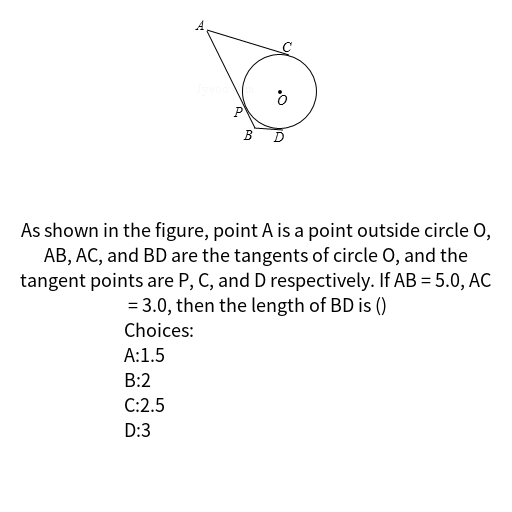 A
C
O
P
B
D
As shown in the figure, point A is a point outside circle O,
AB, AC, and BD are the tangents of circle O, and the
tangent points are P, C, and D respectively. If AB = 5.0, AC
= 3.0, then the length of BD is ()
Choices:
A:1.5
B:2
C:2.5
D:3